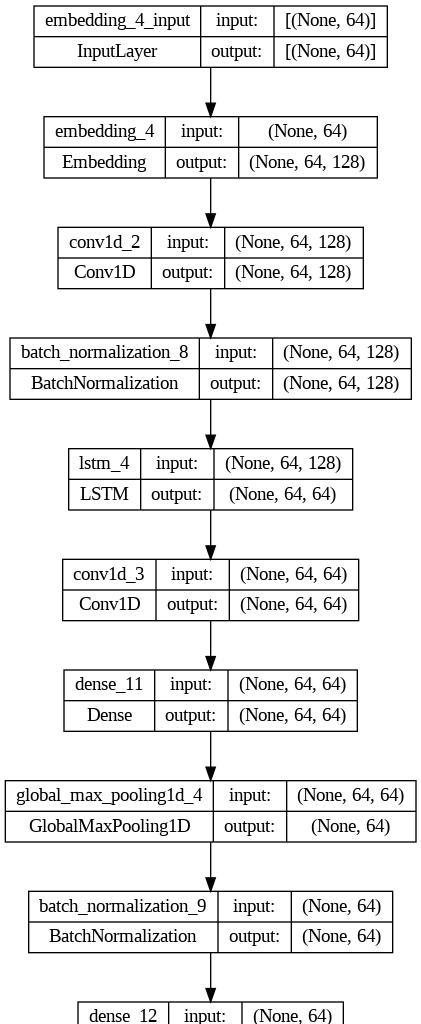 embedding_4_input input: [(None, 64)]
InputLayer output: [(None, 64)]
embedding_4 input: (None, 64)
Embedding output: (None, 64, 128)
conv1d_2 input: (None, 64, 128)
Conv1D output: (None, 64, 128)
batch_normalization_8 input: (None, 64, 128)
BatchNormalization output: (None, 64, 128)
lstm_4 input: (None, 64, 128)
LSTM output: (None, 64, 64)
conv1d_3 input: (None, 64, 64)
Conv1D output: (None, 64, 64)
dense_11 input: (None, 64, 64)
Dense output: (None, 64, 64)
global_max_pooling1d_4 input: (None, 64, 64)
GlobalMaxPooling1D output: (None, 64)
batch_normalization_9 input: (None, 64)
BatchNormalization output: (None, 64)
dense_12 input: (None, 64)